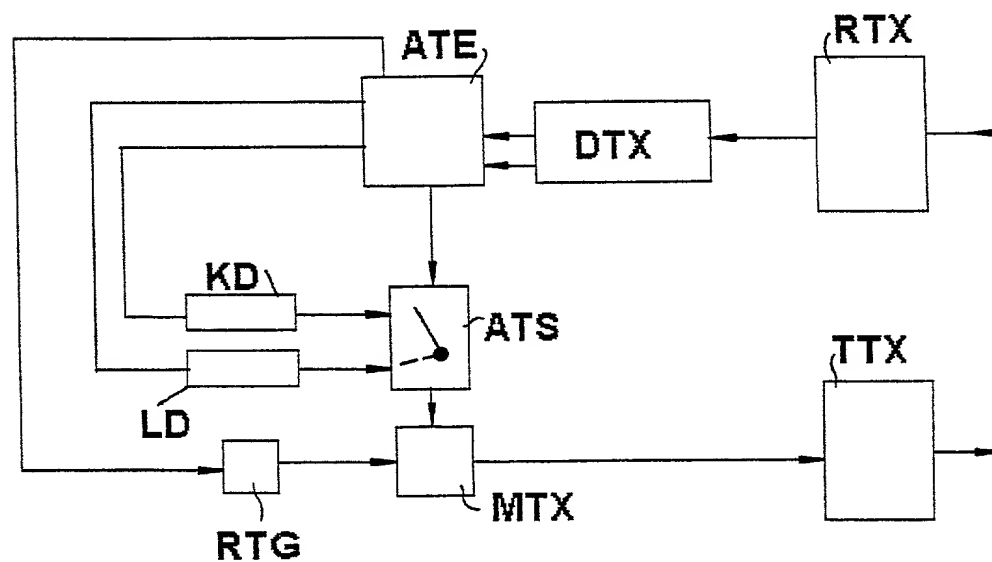 ATE
RTX
DTX
KD
ATS
TTX
LD
MTX
RTG